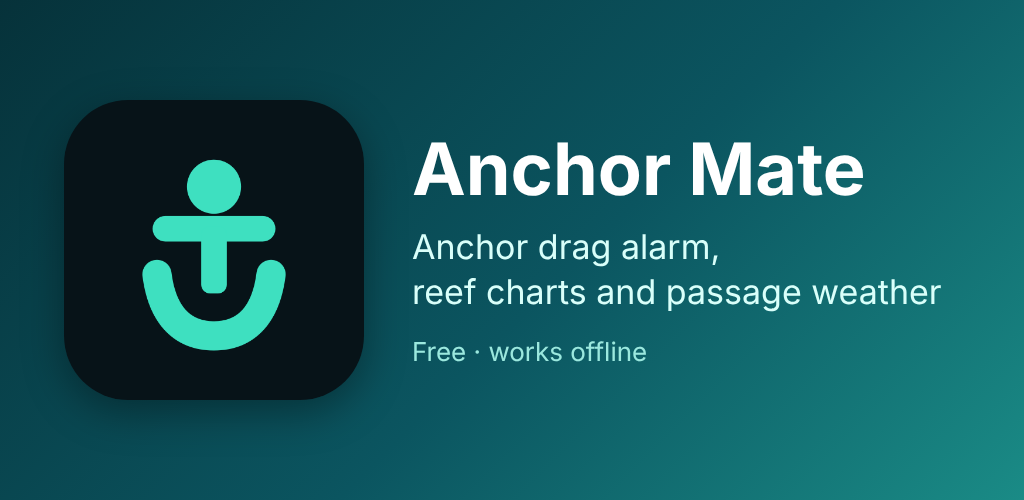 Anchor Mate
Anchor drag alarm,
reef charts and passage weather
Free · works offline